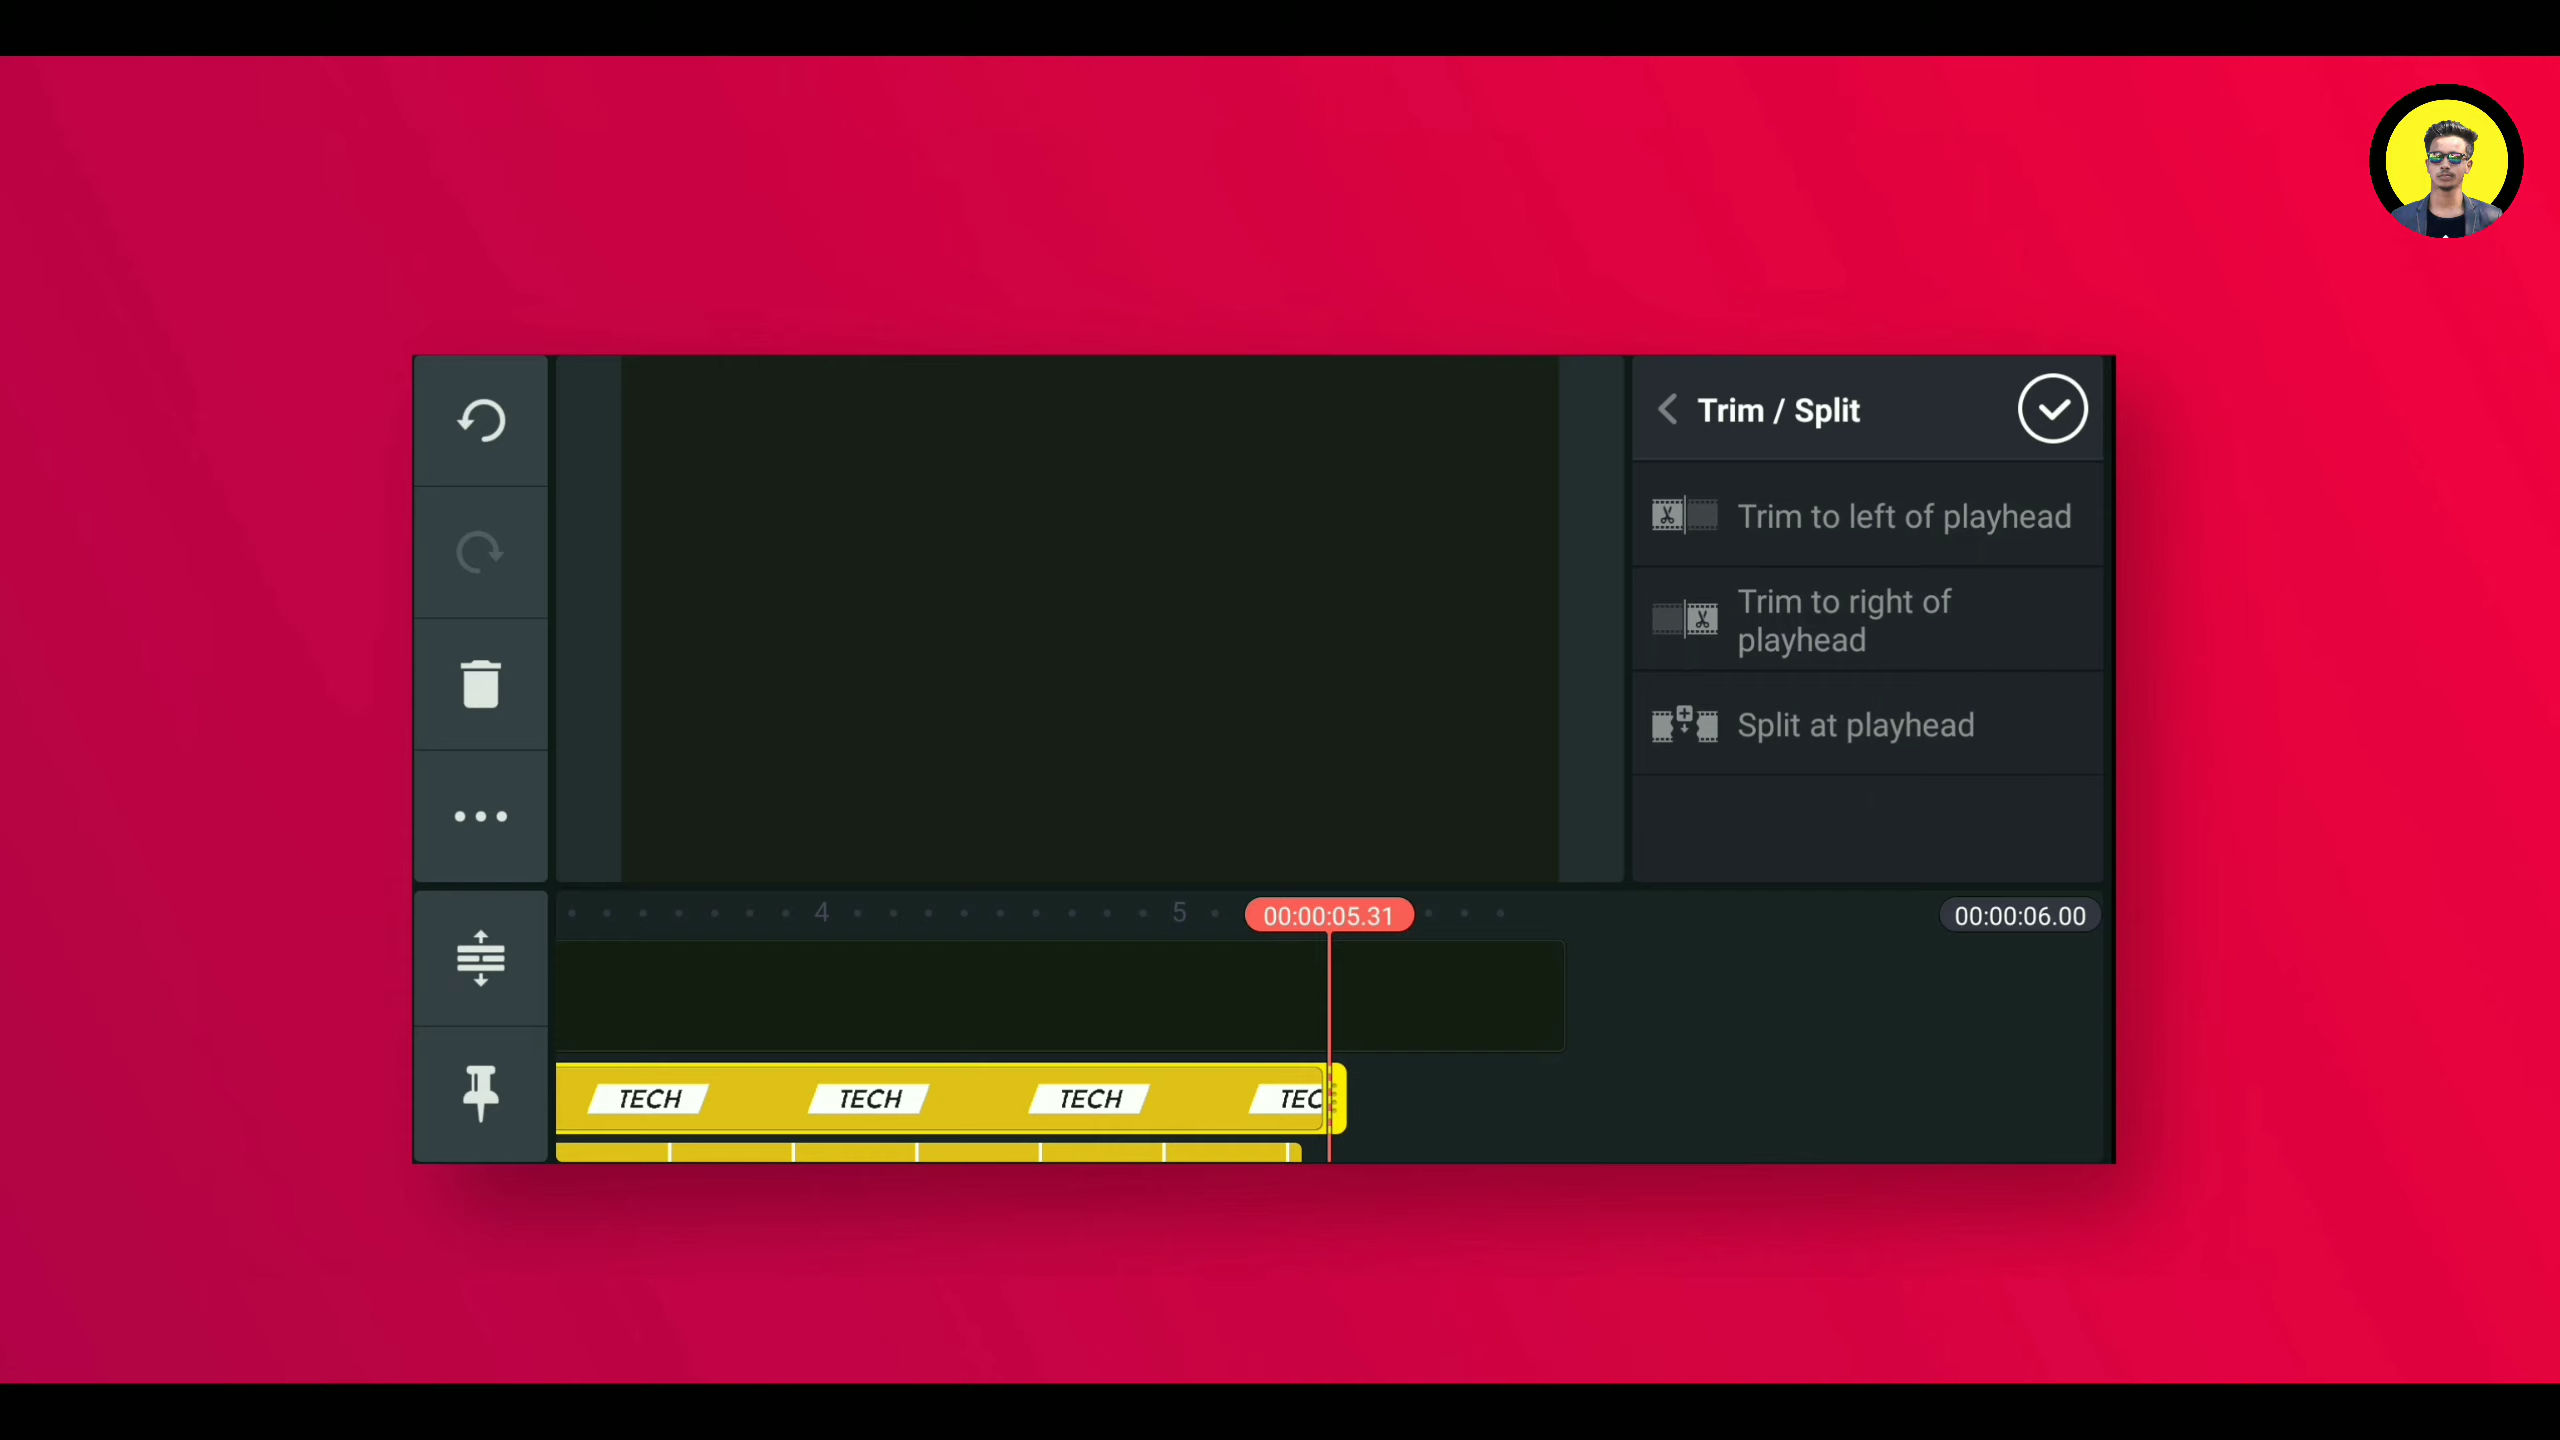 Trim / Split
Trim to left of playhead
Trim to right of
playhead
Split at playhead
4
5
00:00:05.31
00:00:06.00
TECH
TECH
TECH
TEC